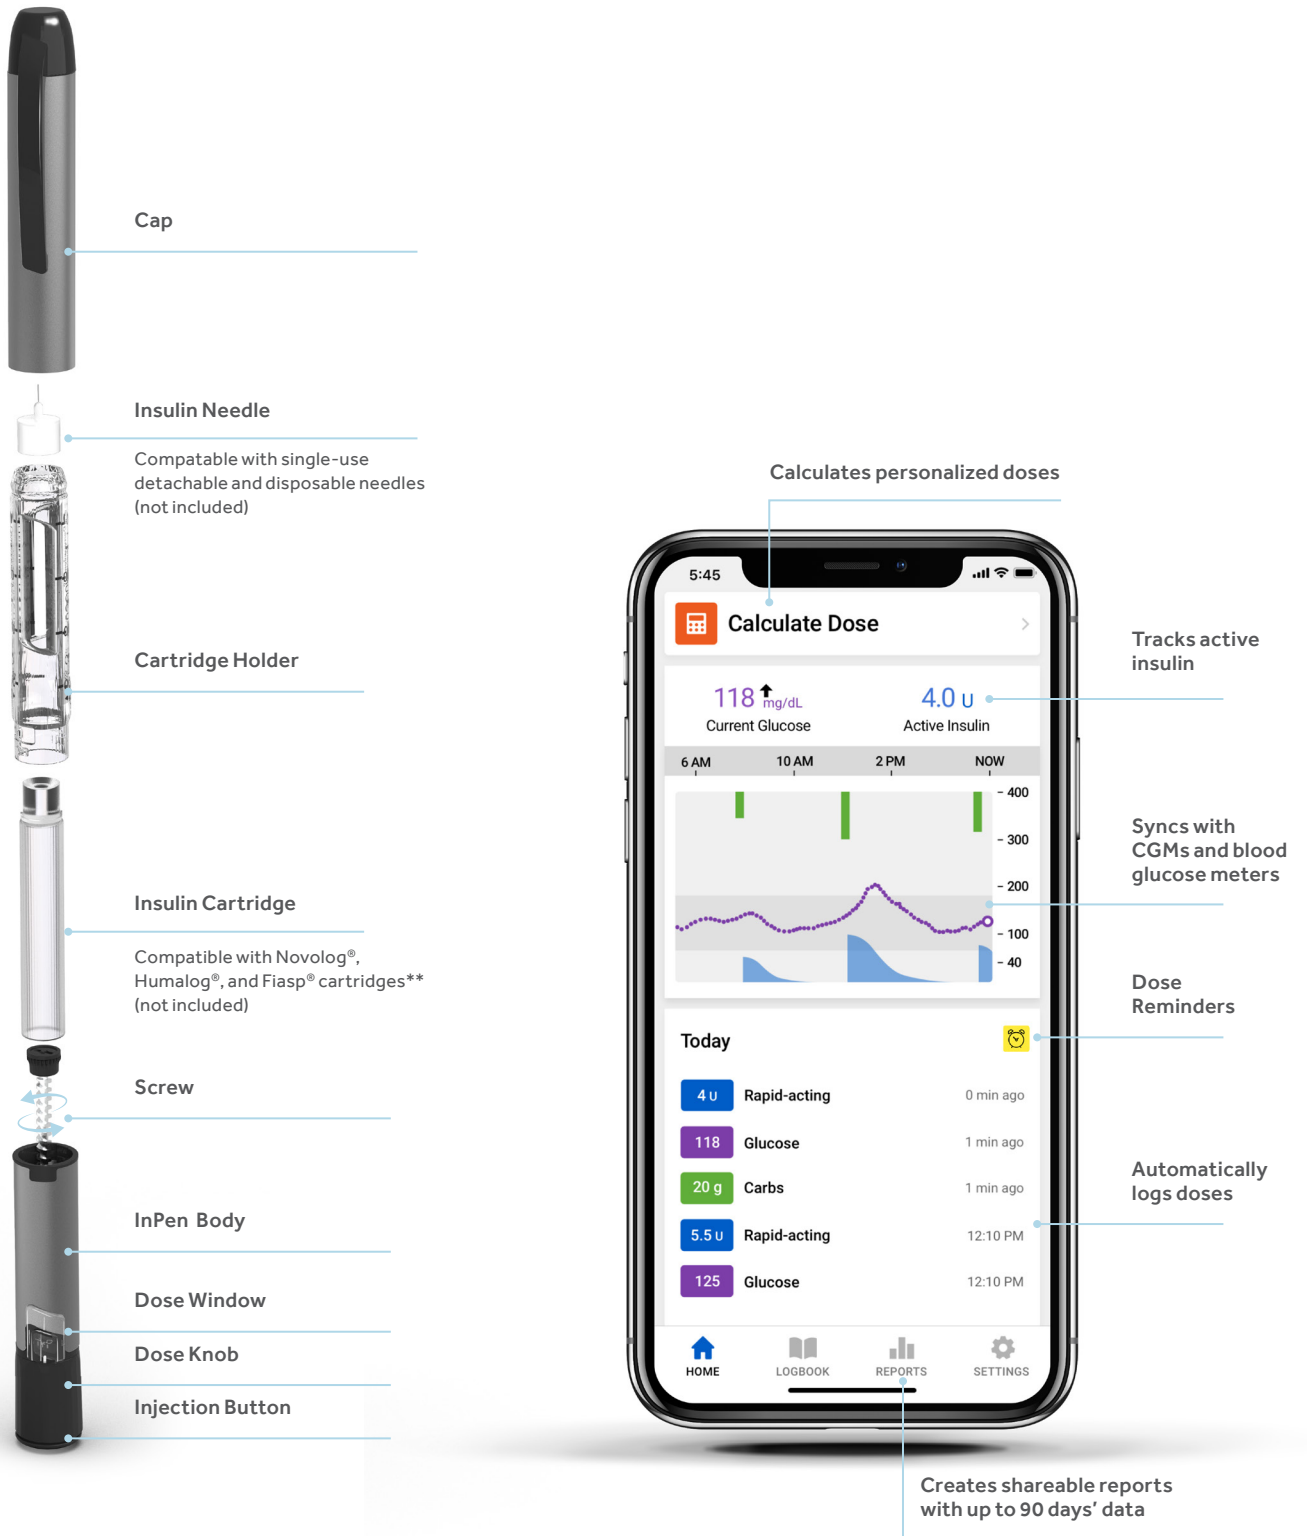 Cap
Insulin Needle
Compatable with single-use
detachable and disposable needles
(not included)
Cartridge Holder
Insulin Cartridge
Compatible with Novolog®,
Humalog®, and Fiasp® cartridges**
(not included)
Screw
InPen Body
Dose Window
Dose Knob
Injection Button
Calculates personalized doses
5:45
Calculate Dose
118 mg/dL
Current Glucose
4.0 U
Active Insulin
6 AM 10 AM 2 PM NOW
- 400
- 300
- 200
- 100
- 40
Today
4 U Rapid-acting 0 min ago
118 Glucose 1 min ago
20 g Carbs 1 min ago
5.5 U Rapid-acting 12:10 PM
125 Glucose 12:10 PM
HOME LOGBOOK REPORTS SETTINGS
Tracks active
insulin
Syncs with
CGMs and blood
glucose meters
Dose
Reminders
Automatically
logs doses
Creates shareable reports
with up to 90 days' data